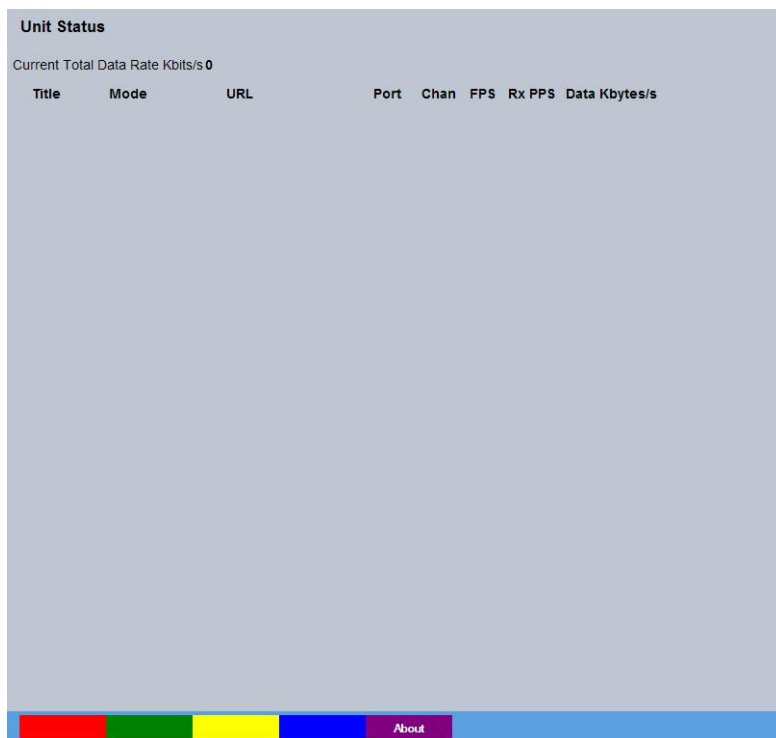 Unit Status
Current Total Data Rate Kbits/s 0
Title Mode URL Port Chan FPS Rx PPS Data Kbytes/s
About